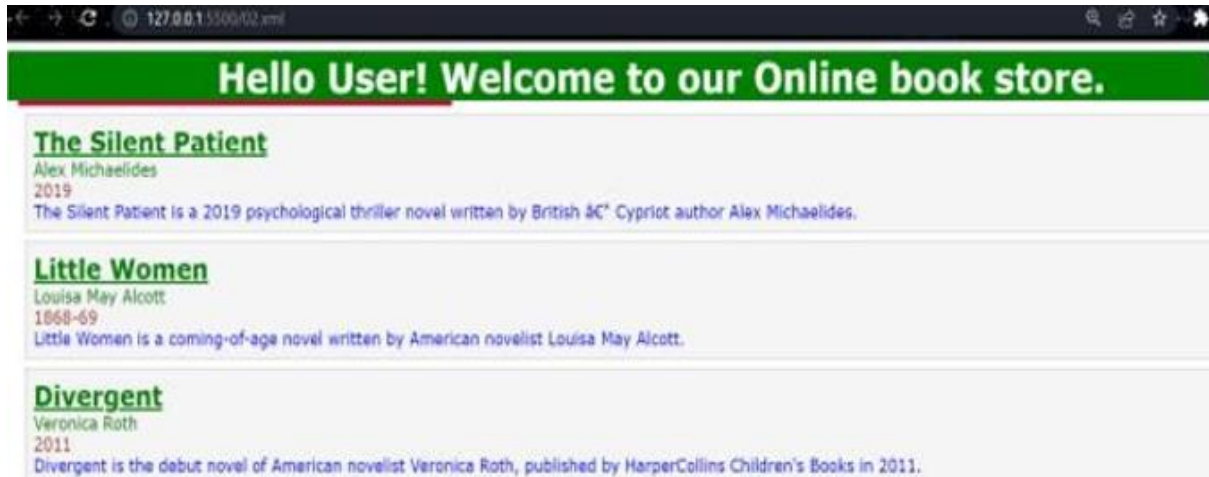 127.0.0.1:5500/02.xml
Hello User! Welcome to our Online book store.
The Silent Patient
Alex Michaelides
2019
The Silent Patient is a 2019 psychological thriller novel written by British â€“ Cypriot author Alex Michaelides.
Little Women
Louisa May Alcott
1868-69
Little Women is a coming-of-age novel written by American novelist Louisa May Alcott.
Divergent
Veronica Roth
2011
Divergent is the debut novel of American novelist Veronica Roth, published by HarperCollins Children's Books in 2011.